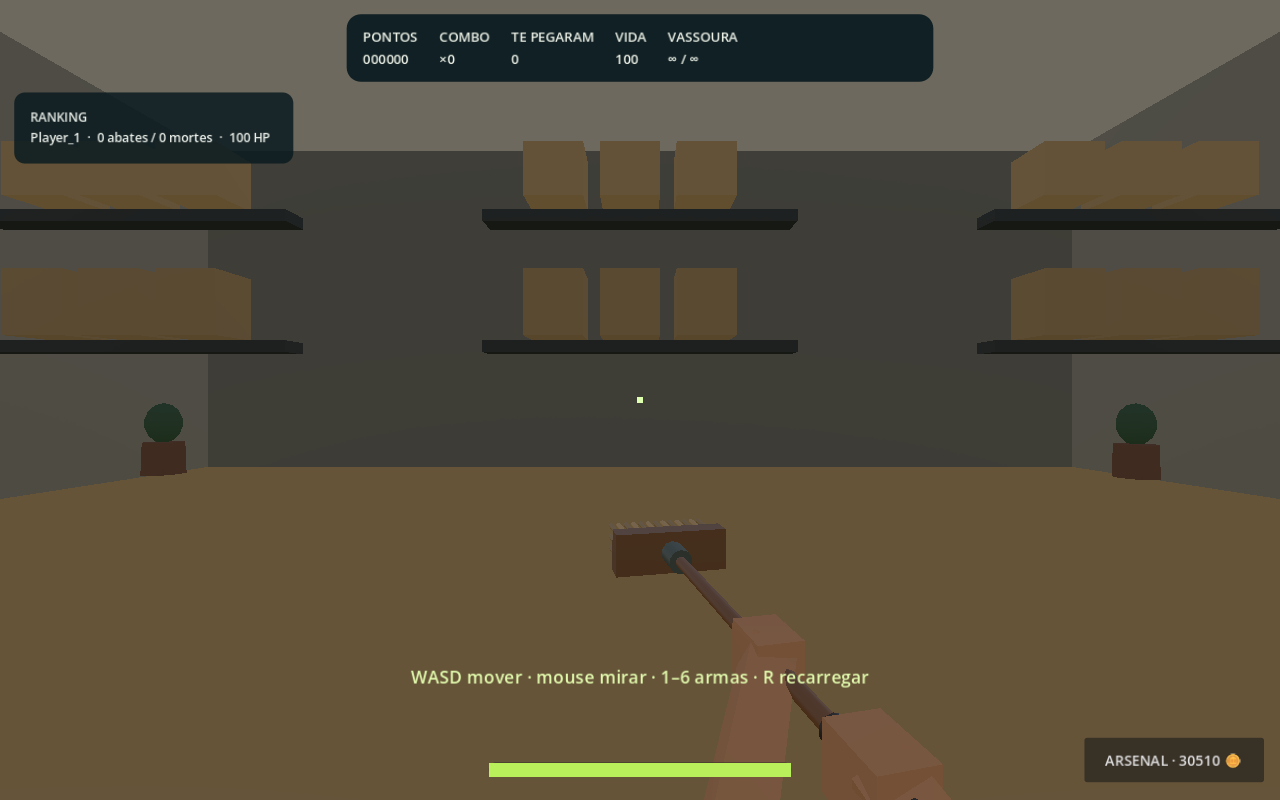 PONTOS COMBO TE PEGARAM VIDA VASSOURA
000000 ×0 0 100 ∞ / ∞
RANKING
Player_1 · 0 abates / 0 mortes · 100 HP
WASD mover · mouse mirar · 1–6 armas · R recarregar
ARSENAL · 30510